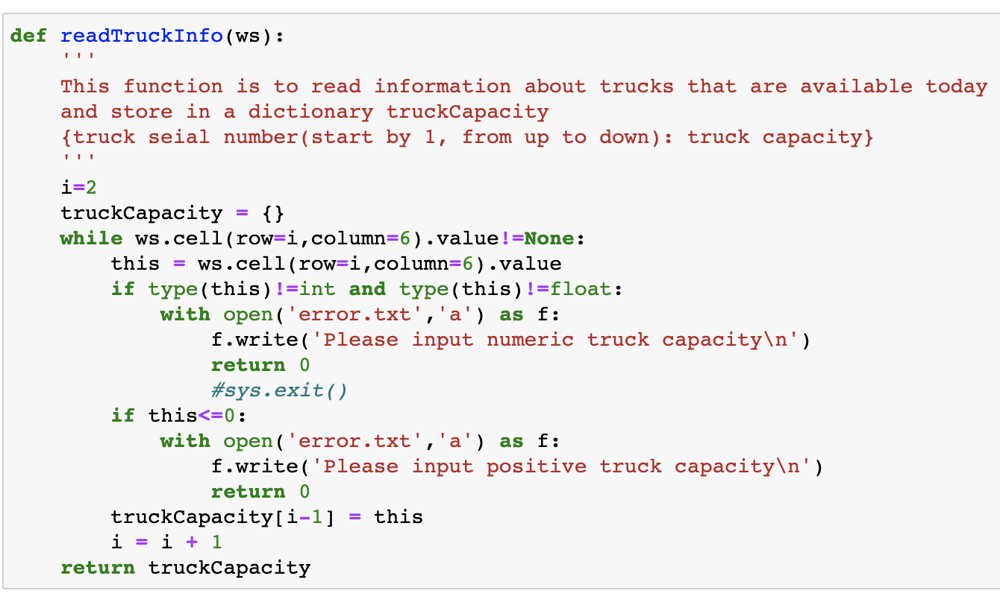 def readTruckInfo(ws):
    '''
    This function is to read information about trucks that are available today
    and store in a dictionary truckCapacity
    {truck seial number(start by 1, from up to down): truck capacity}
    '''
    i=2
    truckCapacity = {}
    while ws.cell(row=i,column=6).value!=None:
        this = ws.cell(row=i,column=6).value
        if type(this)!=int and type(this)!=float:
            with open('error.txt','a') as f:
                f.write('Please input numeric truck capacity\n')
                return 0
                #sys.exit()
        if this<=0:
            with open('error.txt','a') as f:
                f.write('Please input positive truck capacity\n')
                return 0
        truckCapacity[i-1] = this
        i = i + 1
    return truckCapacity